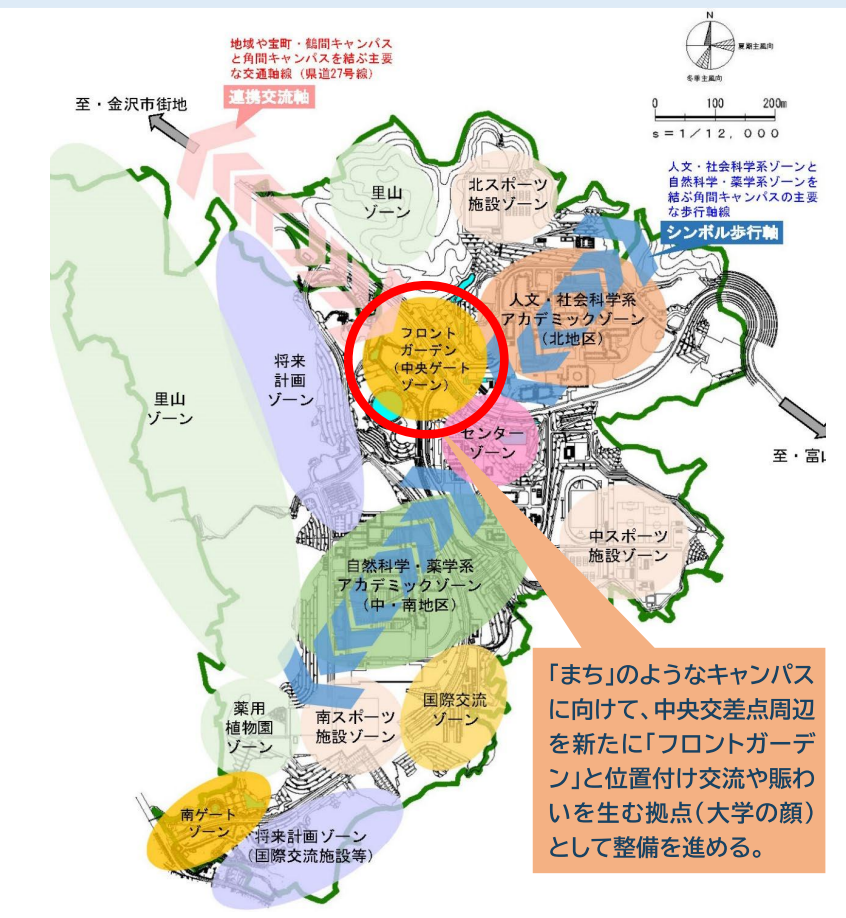 地域や宝町・鶴間キャンパス
と角間キャンパスを結ぶ主要
な交通軸線（県道27号線）
連携交流軸
至・金沢市街地
N
夏期主風向
冬季主風向
0 100 200m
s＝1／12，000
人文・社会科学系ゾーンと
自然科学・薬学系ゾーンを
結ぶ角間キャンパスの主要
な歩行軸線
シンボル歩行軸
里山
ゾーン
北スポーツ
施設ゾーン
人文・社会科学系
アカデミックゾーン
（北地区）
フロント
ガーデン
（中央ゲート
ゾーン）
将来
計画
ゾーン
里山
ゾーン
センター
ゾーン
至・富山
中スポーツ
施設ゾーン
自然科学・薬学系
アカデミックゾーン
（中・南地区）
薬用
植物園
ゾーン
南スポーツ
施設ゾーン
国際交流
ゾーン
南ゲート
ゾーン
将来計画ゾーン
（国際交流施設等）
「まち」のようなキャンパス
に向けて、中央交差点周辺
を新たに「フロントガーデ
ン」と位置付け交流や賑わ
いを生む拠点（大学の顔）
として整備を進める。